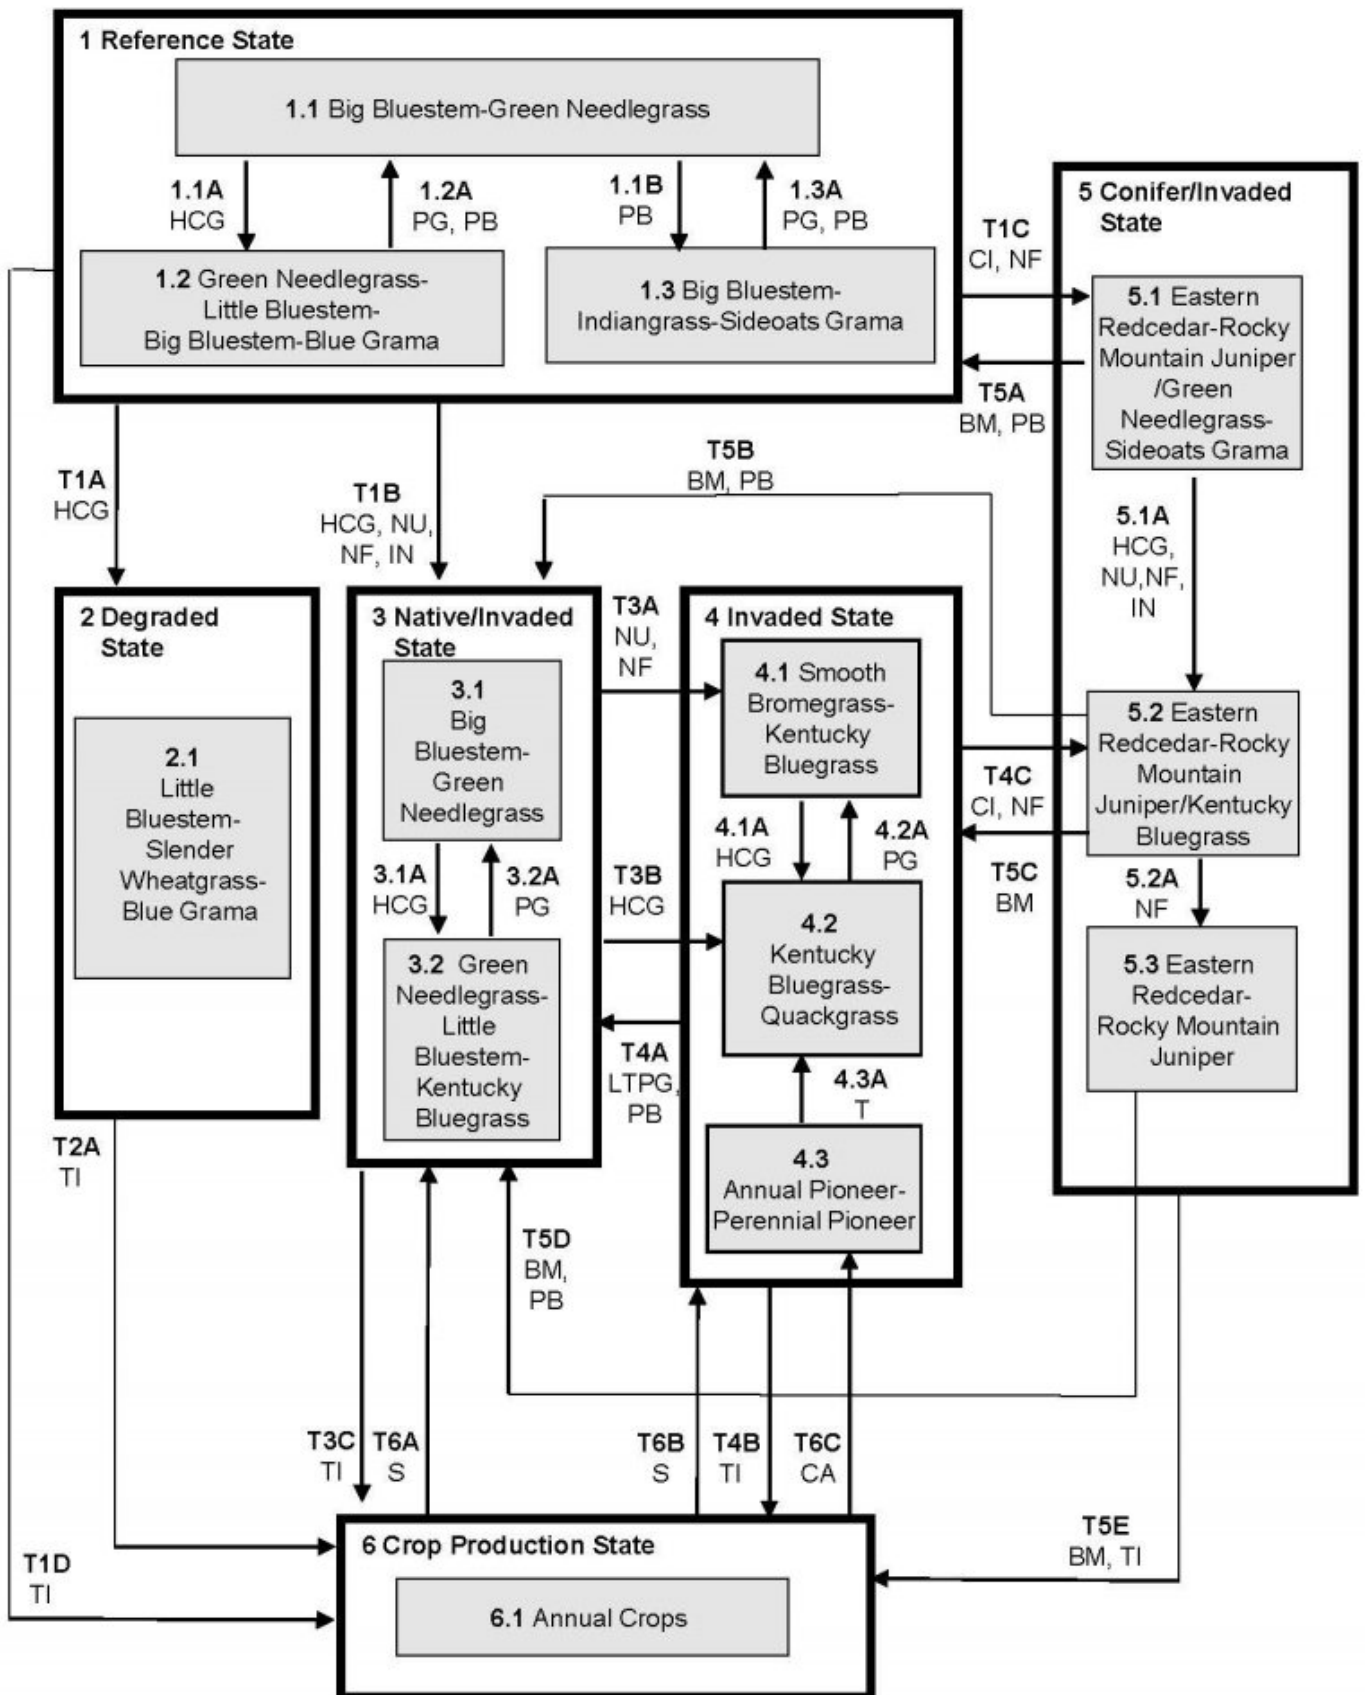 1 Reference State
1.1 Big Bluestem-Green Needlegrass
1.1A
HCG
1.2A
PG, PB
1.1B
PB
1.3A
PG, PB
1.2 Green Needlegrass-
Little Bluestem-
Big Bluestem-Blue Grama
1.3 Big Bluestem-
Indiangrass-Sideoats Grama
T1C
CI, NF
T5A
BM, PB
5 Conifer/Invaded
State
5.1 Eastern
Redcedar-Rocky
Mountain Juniper
/Green
Needlegrass-
Sideoats Grama
T1A
HCG
T1B
HCG, NU,
NF, IN
T5B
BM, PB
5.1A
HCG,
NU,NF,
IN
2 Degraded
State
2.1
Little
Bluestem-
Slender
Wheatgrass-
Blue Grama
3 Native/Invaded
State
3.1
Big
Bluestem-
Green
Needlegrass
3.1A
HCG
3.2A
PG
3.2 Green
Needlegrass-
Little
Bluestem-
Kentucky
Bluegrass
T3A
NU,
NF
T3B
HCG
T4A
LTPG,
PB
4 Invaded State
4.1 Smooth
Bromegrass-
Kentucky
Bluegrass
4.1A
HCG
4.2A
PG
4.2
Kentucky
Bluegrass-
Quackgrass
4.3A
T
4.3
Annual Pioneer-
Perennial Pioneer
T4C
CI, NF
T5C
BM
5.2 Eastern
Redcedar-Rocky
Mountain
Juniper/Kentucky
Bluegrass
5.2A
NF
5.3 Eastern
Redcedar-
Rocky Mountain
Juniper
T2A
TI
T5D
BM,
PB
T3C
TI
T6A
S
T6B
S
T4B
TI
T6C
CA
T1D
TI
T5E
BM, TI
6 Crop Production State
6.1 Annual Crops